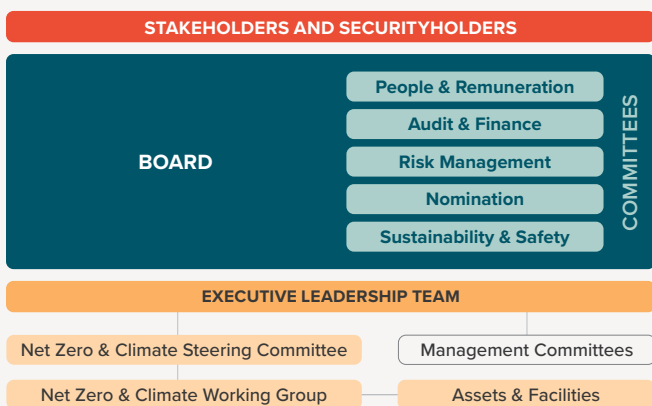 STAKEHOLDERS AND SECURITYHOLDERS
BOARD
People & Remuneration
Audit & Finance
Risk Management
Nomination
Sustainability & Safety
COMMITTEES
EXECUTIVE LEADERSHIP TEAM
Net Zero & Climate Steering Committee
Management Committees
Net Zero & Climate Working Group
Assets & Facilities